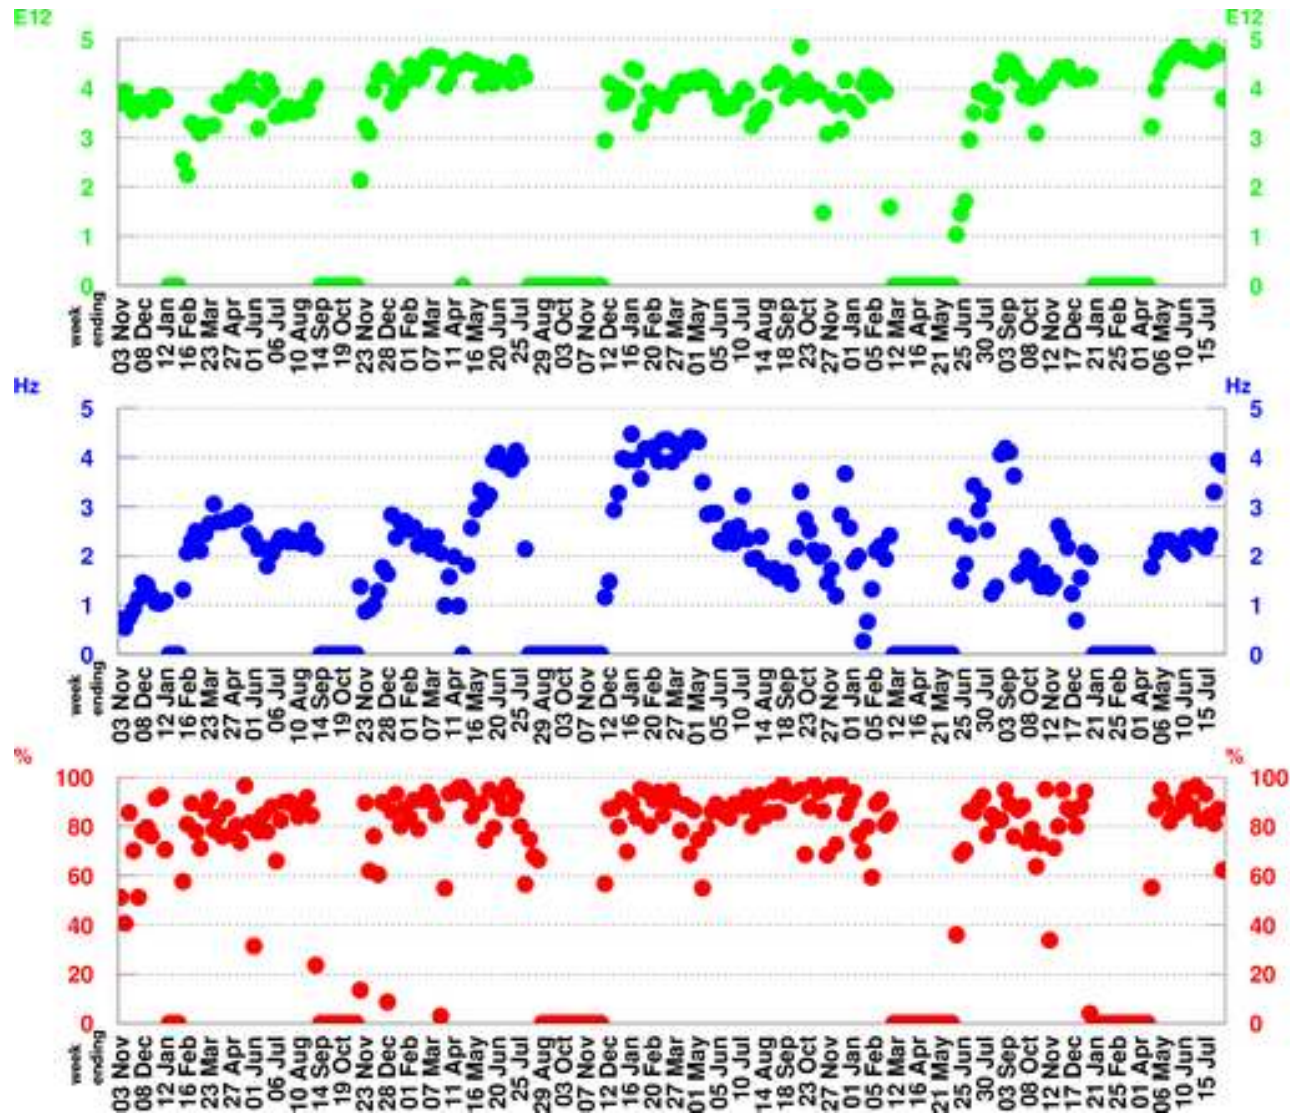 E12 E12
5 5
4 4
3 3
2 2
1 1
0 0
week ending
03 Nov 08 Dec 12 Jan 16 Feb 23 Mar 27 Apr 01 Jun 06 Jul 10 Aug 14 Sep 19 Oct 23 Nov 28 Dec 01 Feb 07 Mar 11 Apr 16 May 20 Jun 25 Jul 29 Aug 03 Oct 07 Nov 12 Dec 16 Jan 20 Feb 27 Mar 01 May 05 Jun 10 Jul 14 Aug 18 Sep 23 Oct 27 Nov 01 Jan 05 Feb 12 Mar 16 Apr 21 May 25 Jun 30 Jul 03 Sep 08 Oct 12 Nov 17 Dec 21 Jan 25 Feb 01 Apr 06 May 10 Jun 15 Jul
Hz Hz
5 5
4 4
3 3
2 2
1 1
0 0
week ending
03 Nov 08 Dec 12 Jan 16 Feb 23 Mar 27 Apr 01 Jun 06 Jul 10 Aug 14 Sep 19 Oct 23 Nov 28 Dec 01 Feb 07 Mar 11 Apr 16 May 20 Jun 25 Jul 29 Aug 03 Oct 07 Nov 12 Dec 16 Jan 20 Feb 27 Mar 01 May 05 Jun 10 Jul 14 Aug 18 Sep 23 Oct 27 Nov 01 Jan 05 Feb 12 Mar 16 Apr 21 May 25 Jun 30 Jul 03 Sep 08 Oct 12 Nov 17 Dec 21 Jan 25 Feb 01 Apr 06 May 10 Jun 15 Jul
% %
100 100
80 80
60 60
40 40
20 20
0 0
week ending
03 Nov 08 Dec 12 Jan 16 Feb 23 Mar 27 Apr 01 Jun 06 Jul 10 Aug 14 Sep 19 Oct 23 Nov 28 Dec 01 Feb 07 Mar 11 Apr 16 May 20 Jun 25 Jul 29 Aug 03 Oct 07 Nov 12 Dec 16 Jan 20 Feb 27 Mar 01 May 05 Jun 10 Jul 14 Aug 18 Sep 23 Oct 27 Nov 01 Jan 05 Feb 12 Mar 16 Apr 21 May 25 Jun 30 Jul 03 Sep 08 Oct 12 Nov 17 Dec 21 Jan 25 Feb 01 Apr 06 May 10 Jun 15 Jul